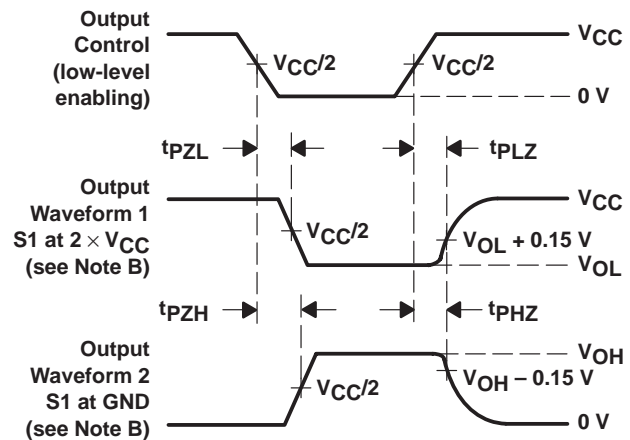 Output
Control
(low-level
enabling)
VCC/2
VCC/2
VCC
0 V
tPZL
tPLZ
Output
Waveform 1
S1 at 2 × VCC
(see Note B)
VCC/2
VCC
VOL + 0.15 V
VOL
tPZH
tPHZ
Output
Waveform 2
S1 at GND
(see Note B)
VCC/2
VOH
VOH – 0.15 V
0 V